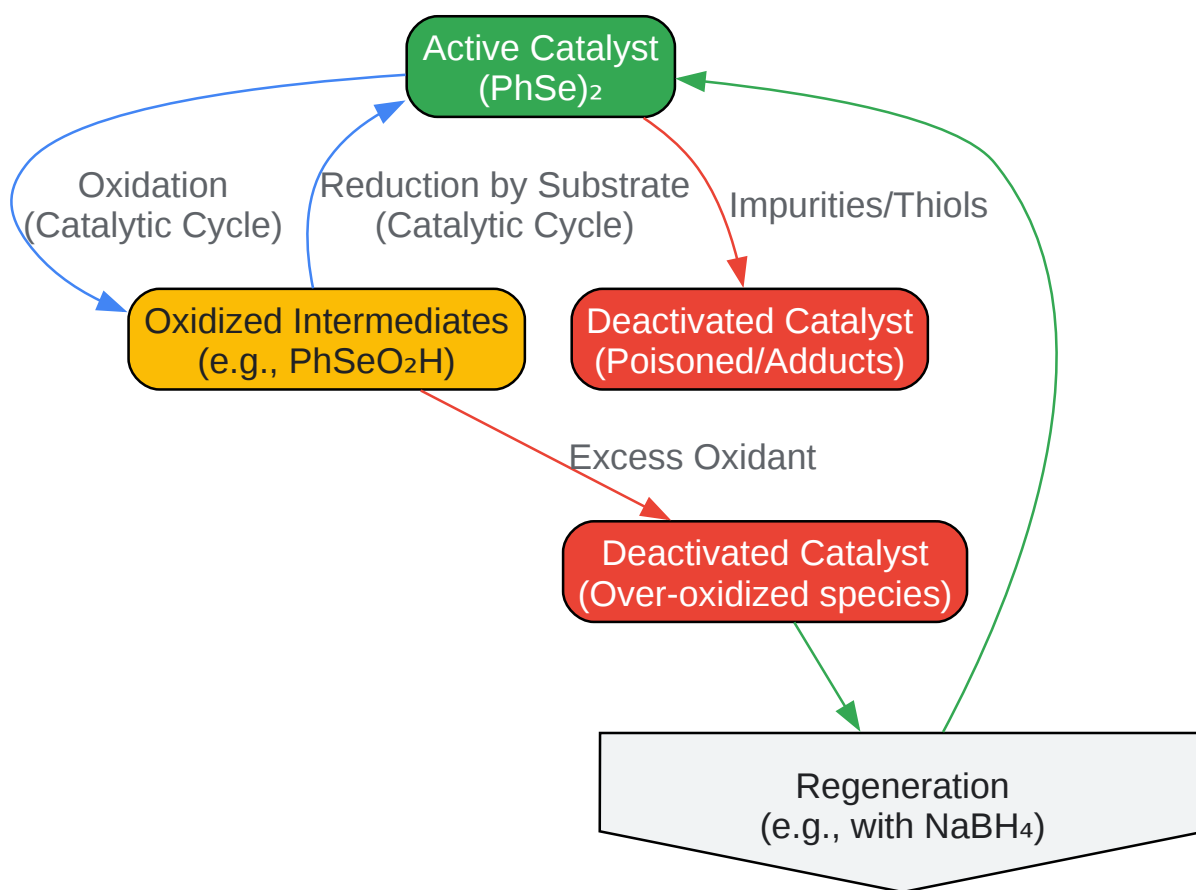 Active Catalyst
(PhSe)₂
Oxidation
(Catalytic Cycle)
Reduction by Substrate
(Catalytic Cycle)
Impurities/Thiols
Oxidized Intermediates
(e.g., PhSeO₂H)
Deactivated Catalyst
(Poisoned/Adducts)
Excess Oxidant
Deactivated Catalyst
(Over-oxidized species)
Regeneration
(e.g., with NaBH₄)